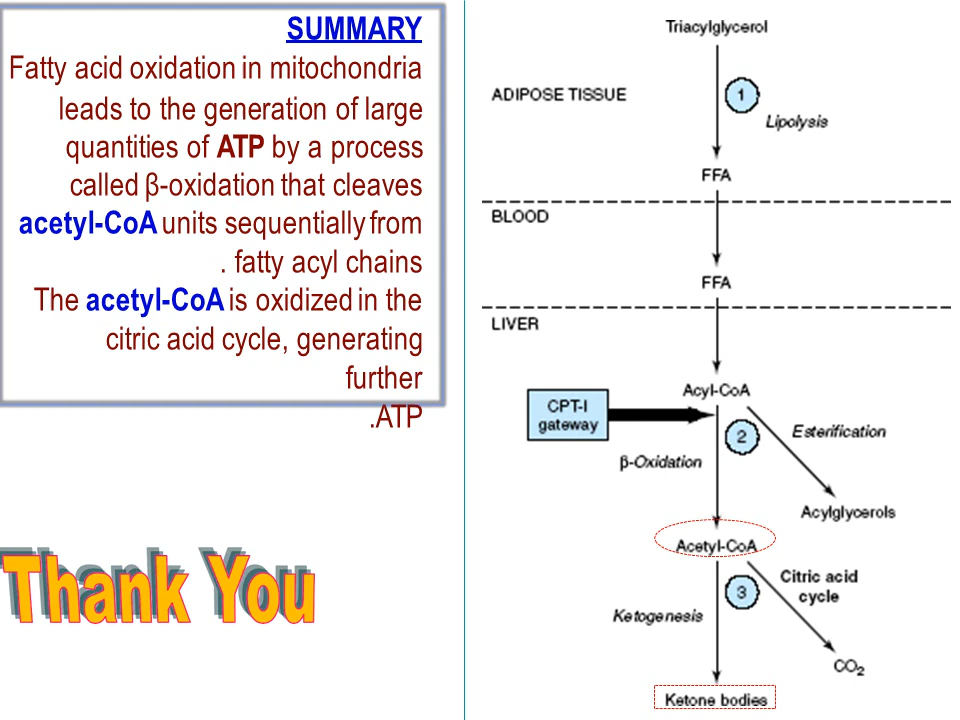 SUMMARY
Fatty acid oxidation in mitochondria
leads to the generation of large
quantities of ATP by a process
called β-oxidation that cleaves
acetyl-CoA units sequentially from
. fatty acyl chains
The acetyl-CoA is oxidized in the
citric acid cycle, generating
further
.ATP
Thank You
Triacylglycerol
ADIPOSE TISSUE
1
Lipolysis
FFA
BLOOD
FFA
LIVER
Acyl-CoA
CPT-I
gateway
2
Esterification
β-Oxidation
Acylglycerols
Acetyl-CoA
Citric acid
cycle
3
Ketogenesis
CO₂
Ketone bodies